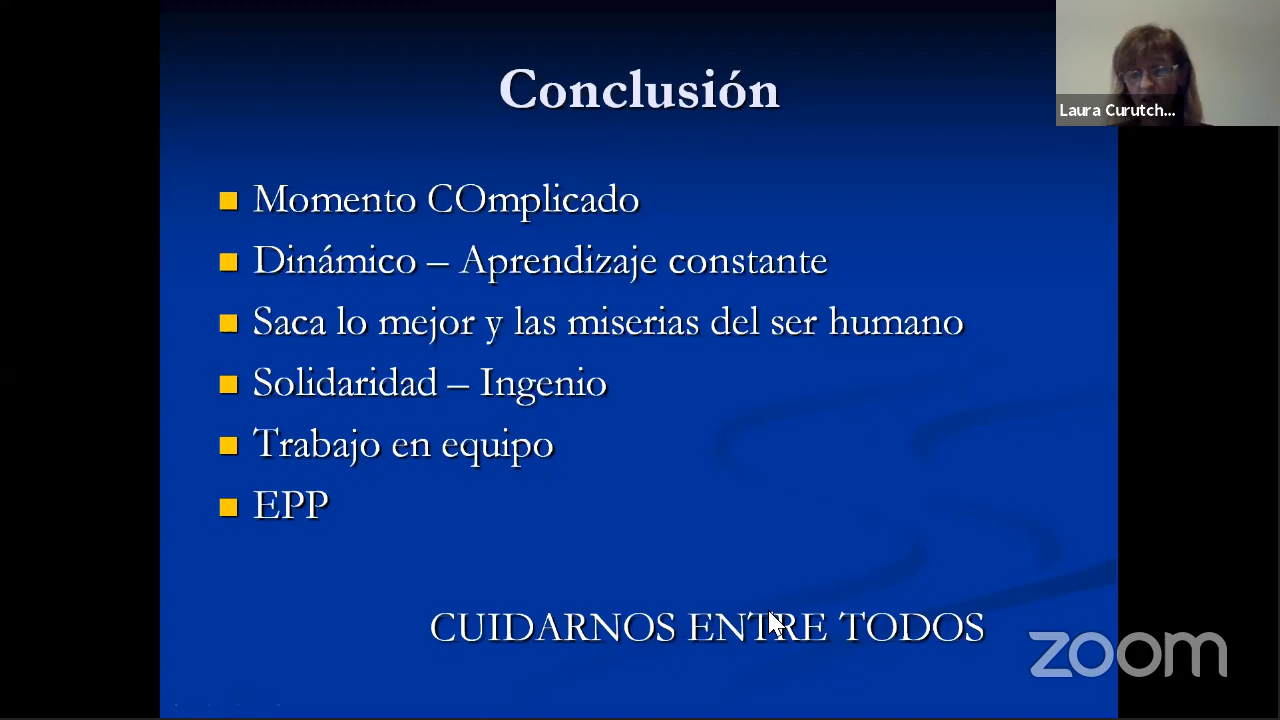 Conclusión
Laura Curutch...
Momento COmplicado
Dinámico – Aprendizaje constante
Saca lo mejor y las miserias del ser humano
Solidaridad – Ingenio
Trabajo en equipo
EPP
CUIDARNOS ENTRE TODOS
zoom